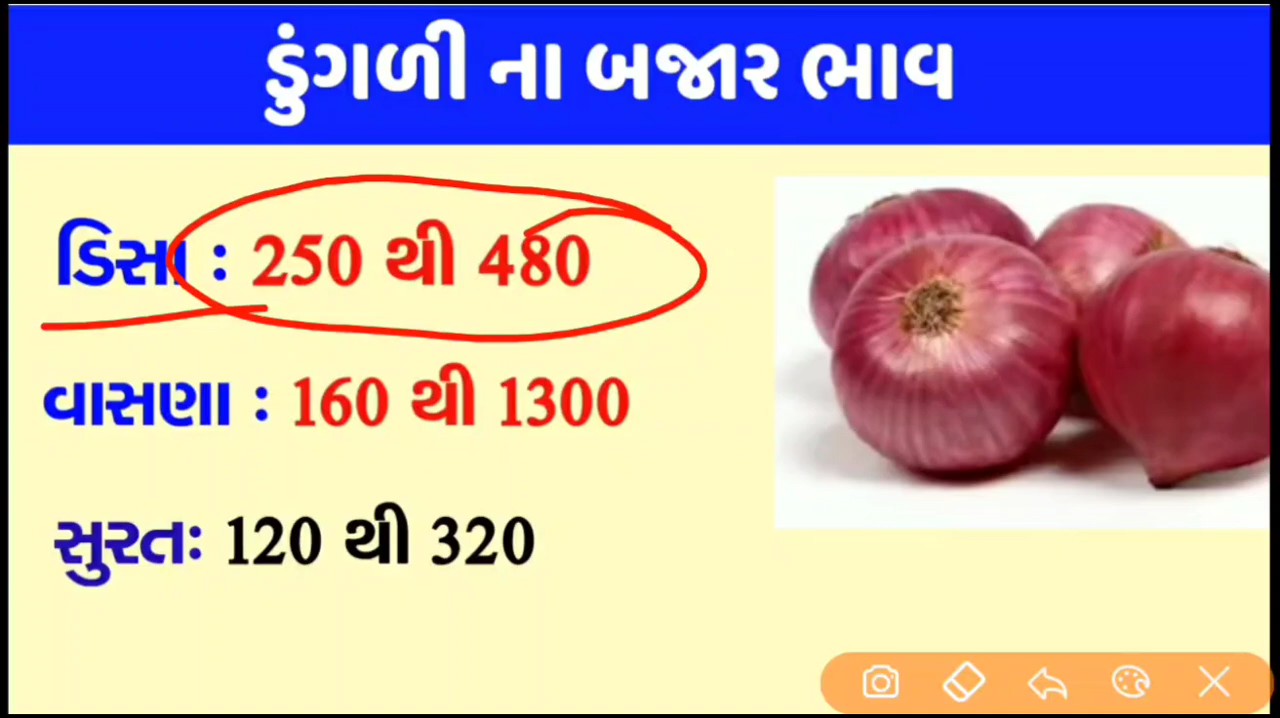 ડુંગળી ના બજાર ભાવ
ડિસા : 250 થી 480
વાસણા : 160 થી 1300
સુરતઃ 120 થી 320